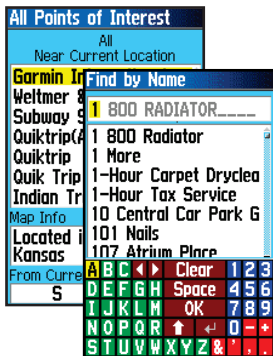 All Points of Interest
All
Near Current Location
Garmin In
Weltmer &
Subway S
Quiktrip(A
Quiktrip
Quik Trip
Indian Tr
Map Info
Located i
Kansas
From Curre
S
Find by Name
1 800 RADIATOR____
1 800 Radiator
1 More
1-Hour Carpet Dryclea
1-Hour Tax Service
10 Central Car Park G
101 Nails
107 Atrium Place
A B C Clear 1 2 3
D E F G H Space 4 5 6
I J K L M OK 7 8 9
N O P Q R 0 - +
S T U V W X Y Z & ' , .